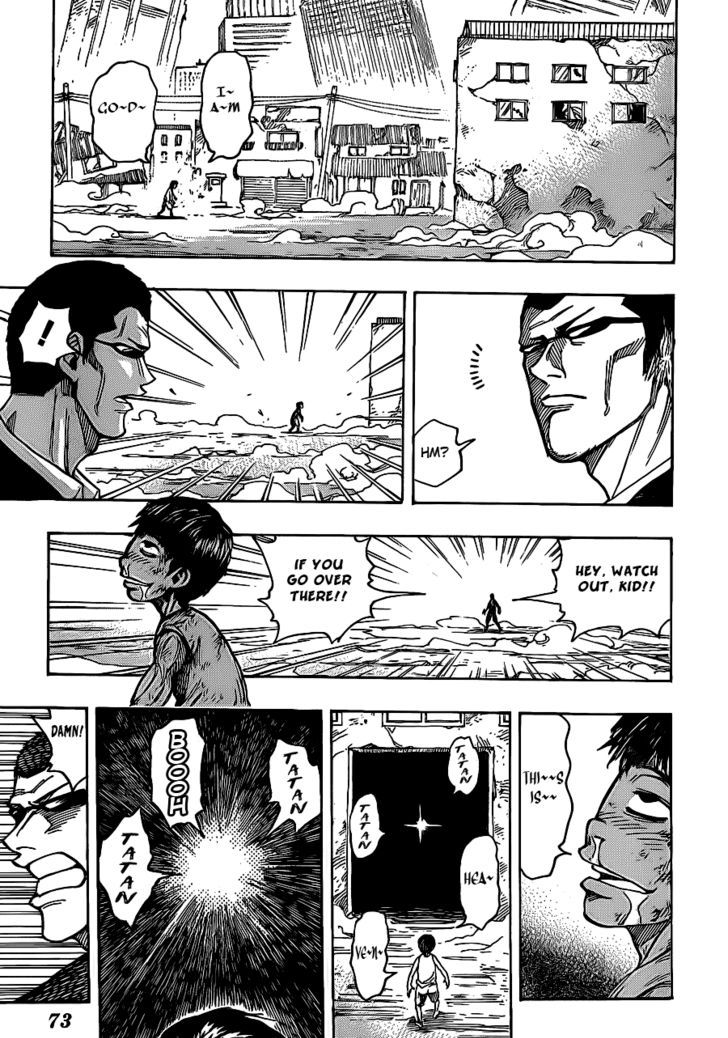 I~
A~M
GO~D~
HM?
!
HEY, WATCH
OUT, KID!!
IF YOU
GO OVER
THERE!!
THI~~S
IS~~
TATAN
TATAN
HEA~
VE~N~
TATAN
BOOOH
TATAN
DAMN!
73